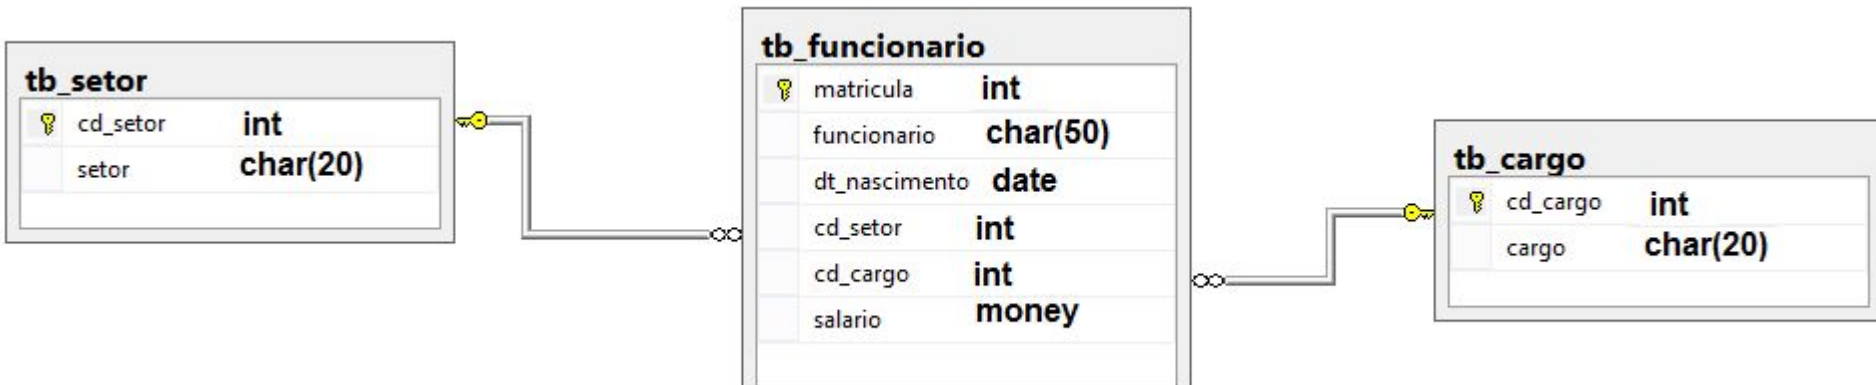 tb_setor
cd_setor int
setor char(20)
tb_funcionario
matricula int
funcionario char(50)
dt_nascimento date
cd_setor int
cd_cargo int
salario money
tb_cargo
cd_cargo int
cargo char(20)